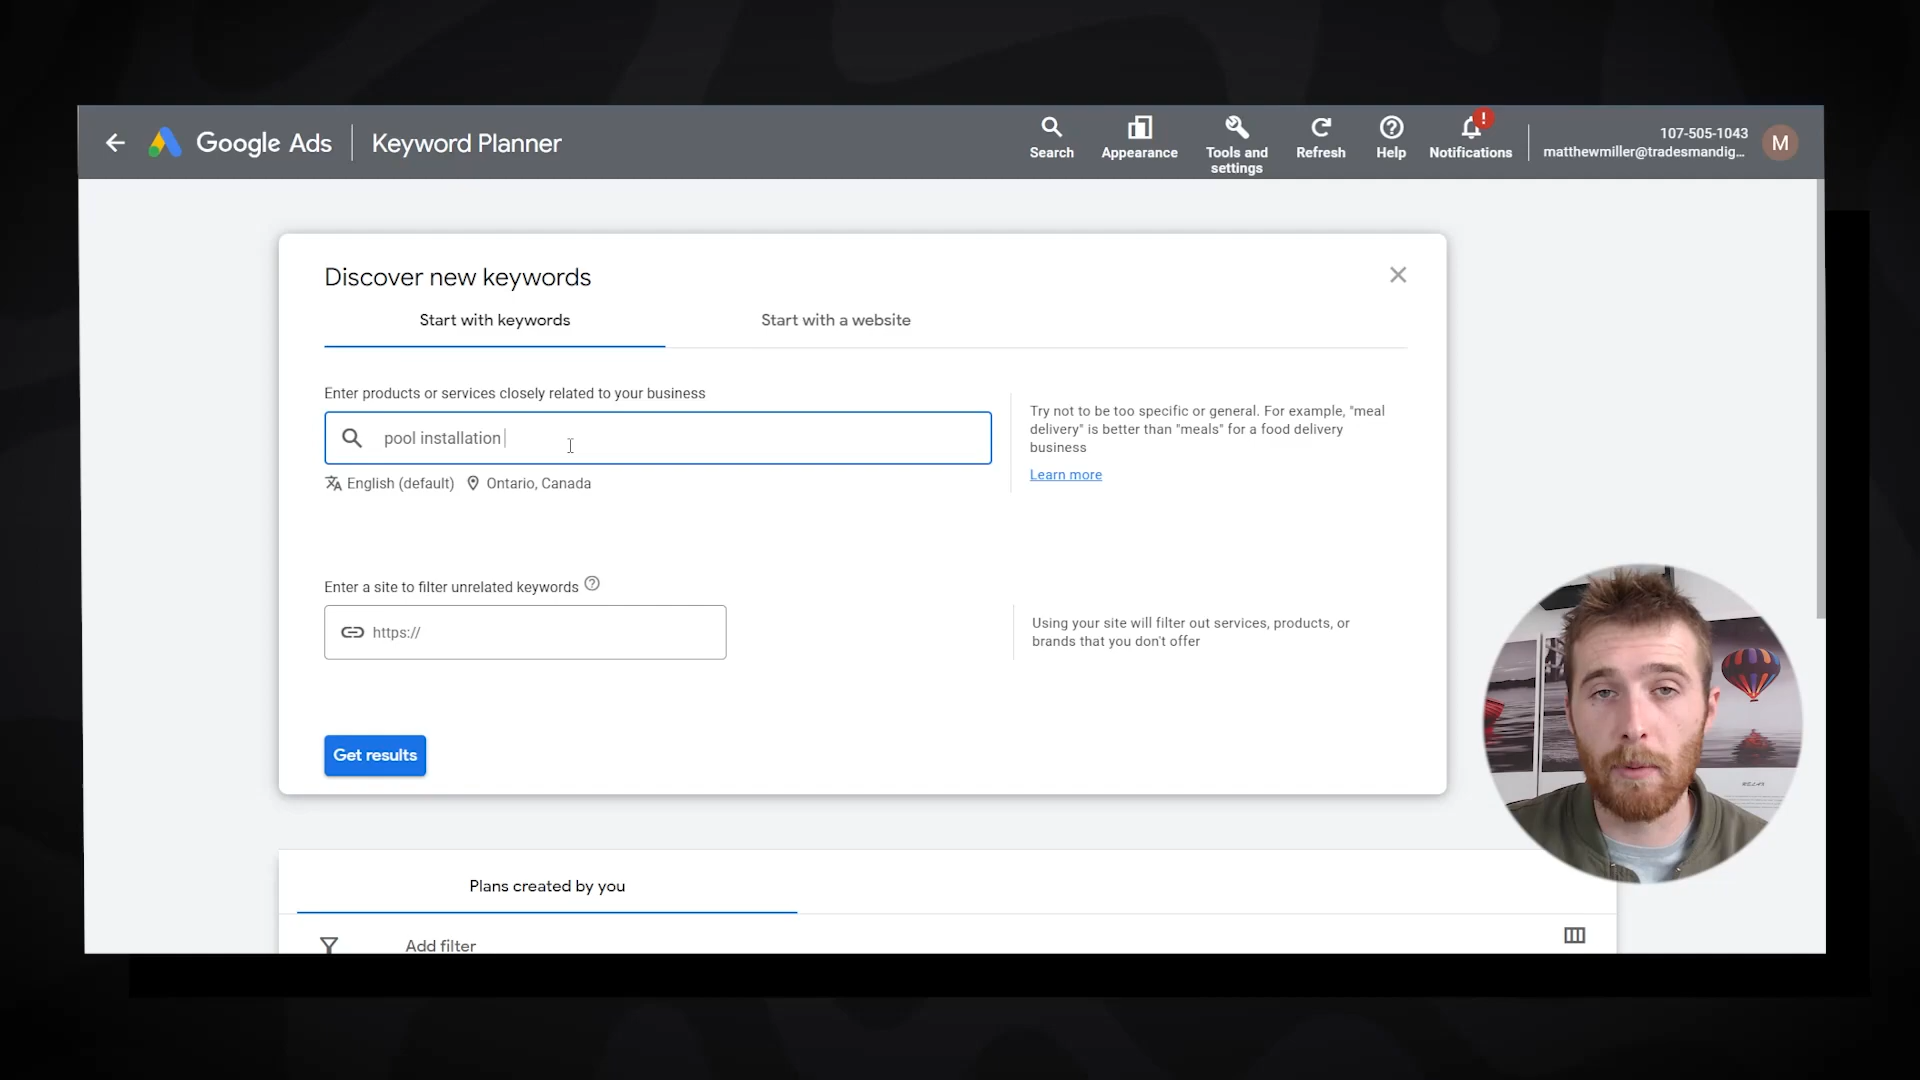 Google Ads
Keyword Planner
Search
Appearance
Tools and
settings
Refresh
Help
!
Notifications
107-505-1043
matthewmiller@tradesmandig...
M
Discover new keywords
Start with keywords
Start with a website
Enter products or services closely related to your business
pool installation
English (default)
Ontario, Canada
Try not to be too specific or general. For example, "meal
delivery" is better than "meals" for a food delivery
business
Learn more
Enter a site to filter unrelated keywords
https://
Using your site will filter out services, products, or
brands that you don't offer
Get results
Plans created by you
Add filter